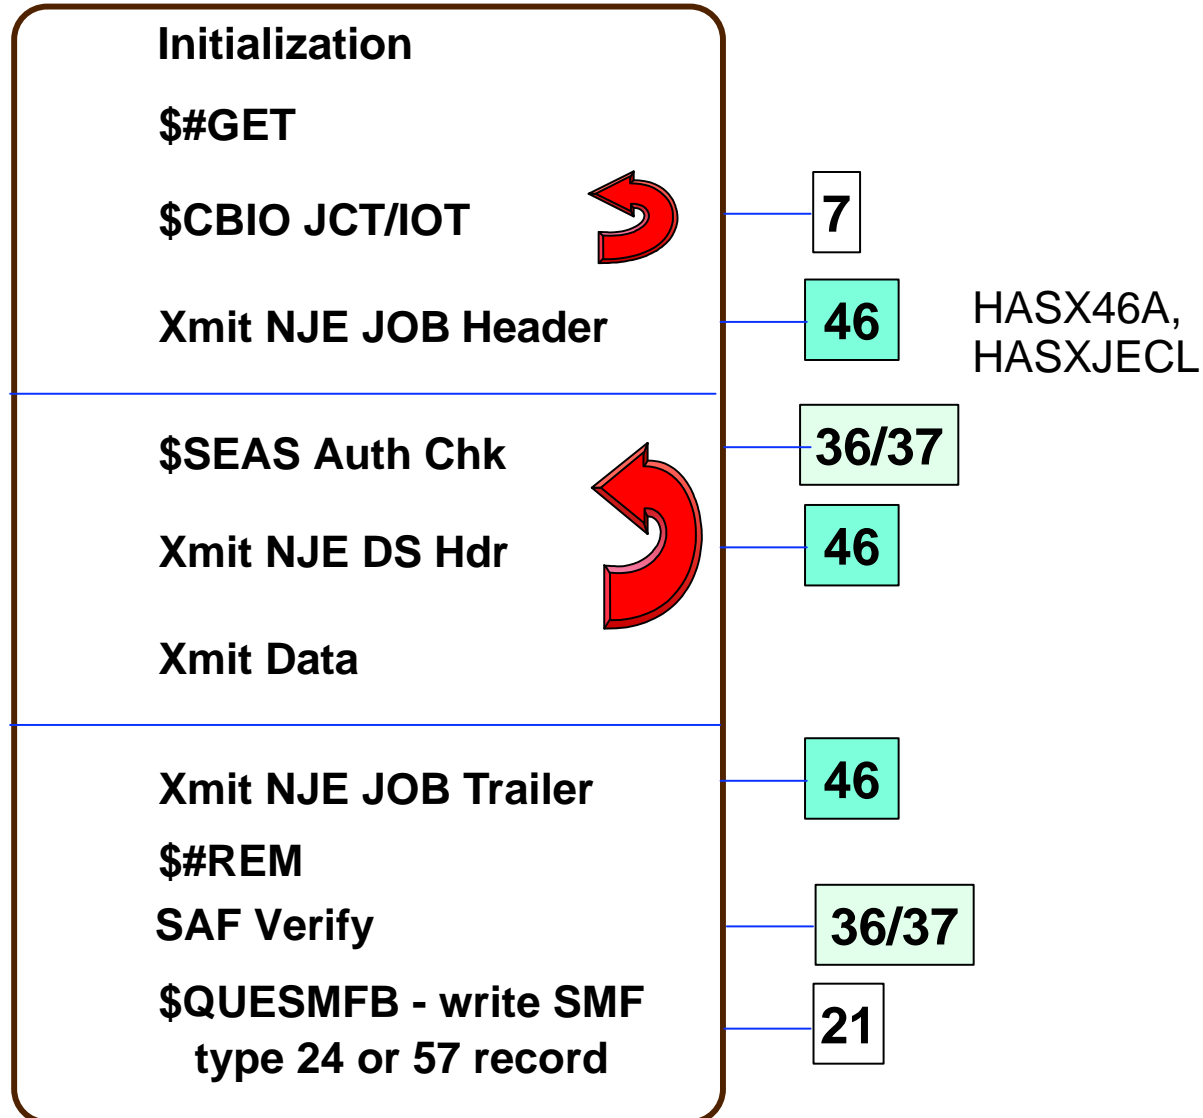 Initialization
$#GET
$CBIO JCT/IOT
7
Xmit NJE JOB Header
46
HASX46A,
HASXJECL
$SEAS Auth Chk
36/37
Xmit NJE DS Hdr
46
Xmit Data
Xmit NJE JOB Trailer
46
$#REM
SAF Verify
36/37
$QUESMFB - write SMF
type 24 or 57 record
21